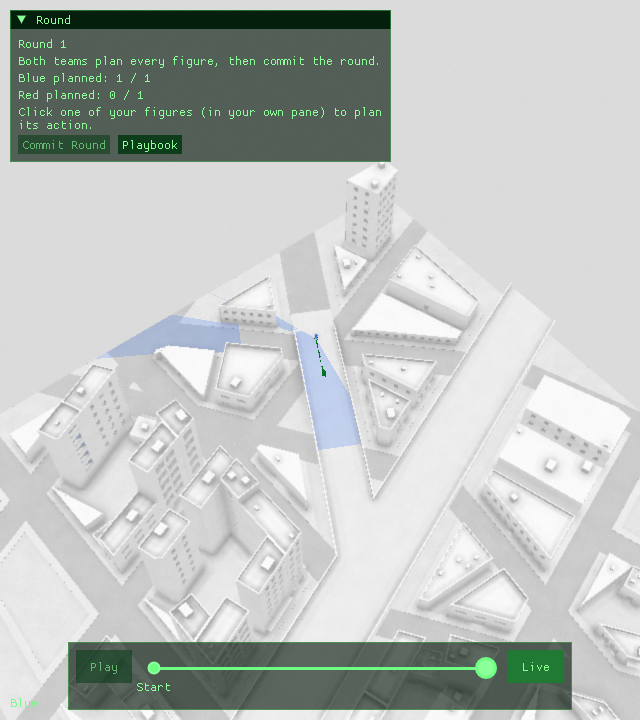 Round
Round 1
Both teams plan every figure, then commit the round.
Blue planned: 1 / 1
Red planned: 0 / 1
Click one of your figures (in your own pane) to plan
its action.
Commit Round Playbook
Play
Live
Start
Blue